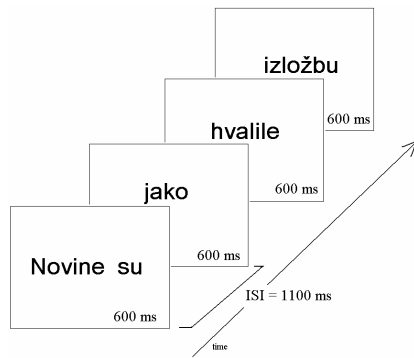 Novine su
600 ms
jako
600 ms
hvalile
600 ms
izložbu
600 ms
ISI = 1100 ms
time